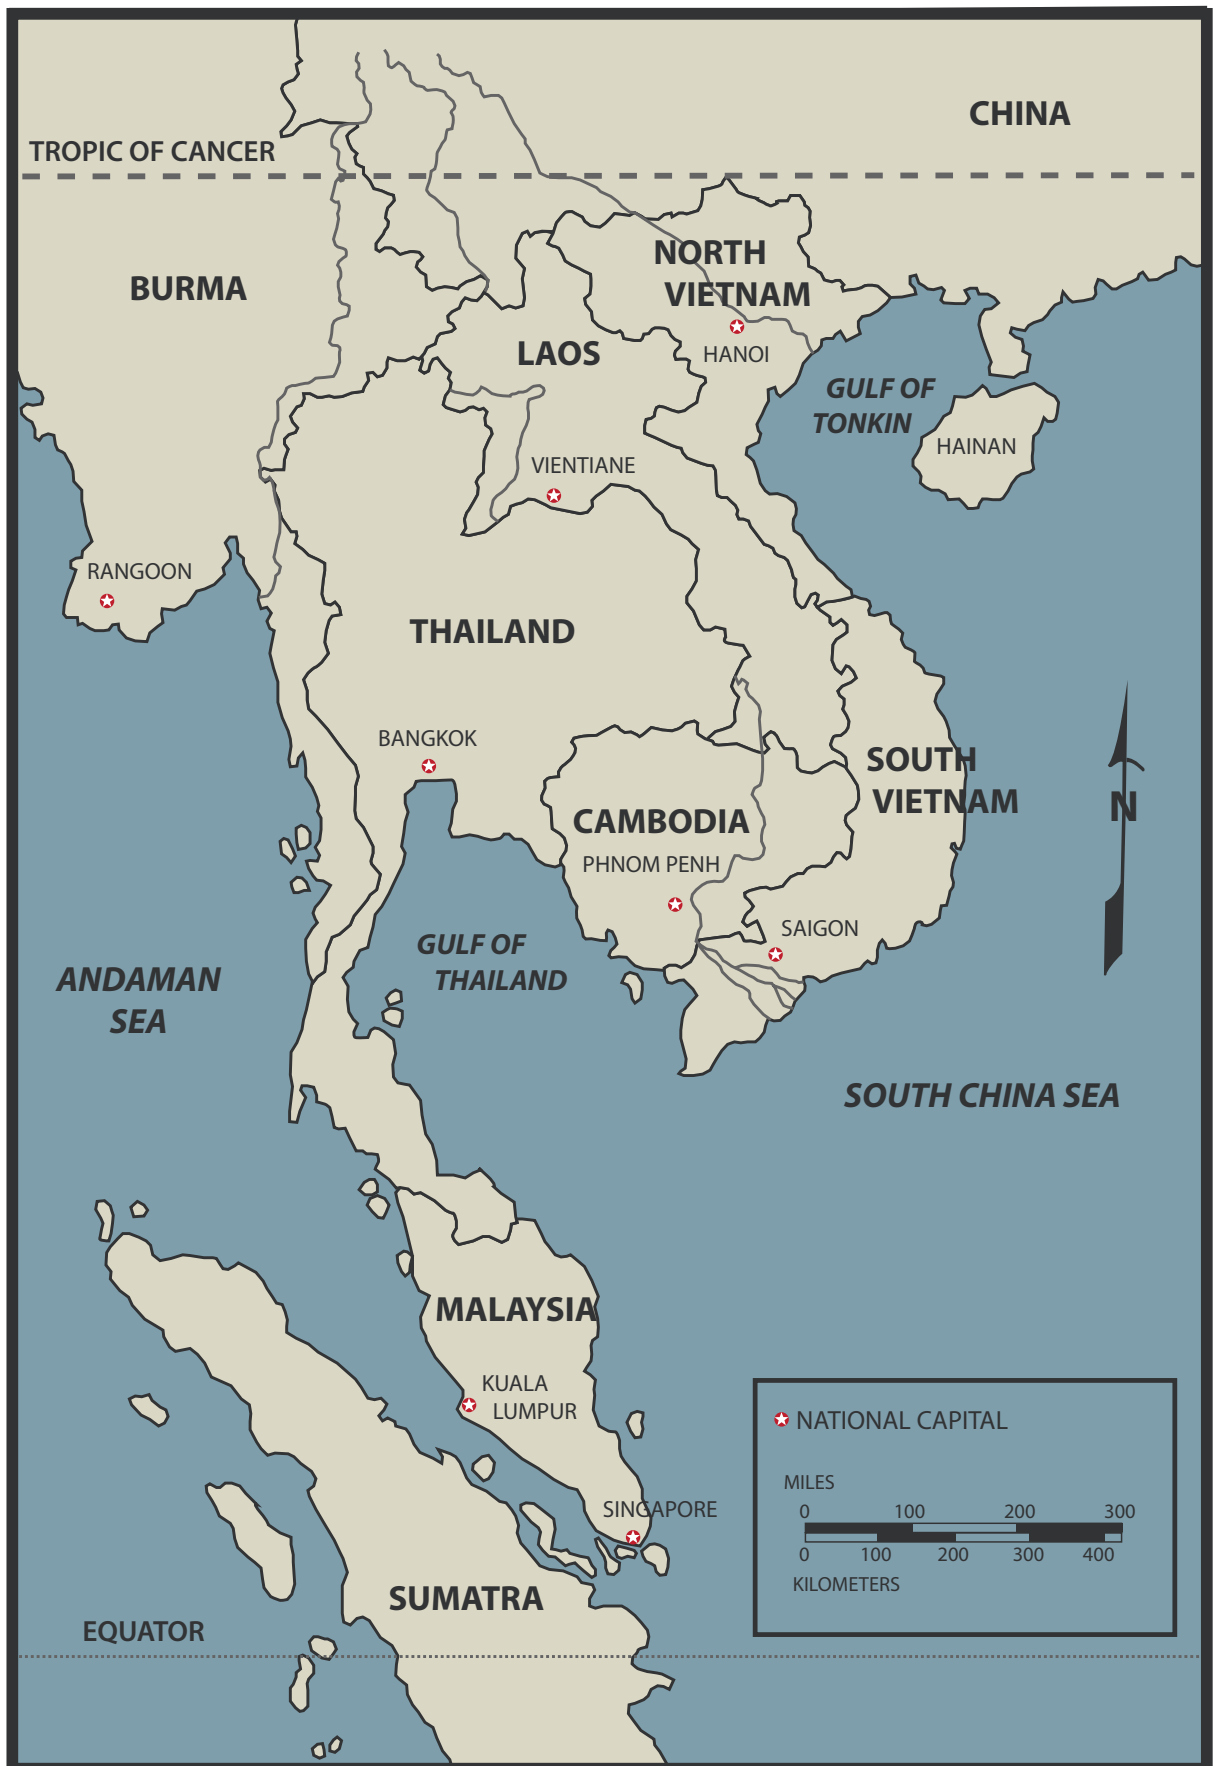 CHINA
TROPIC OF CANCER
NORTH
VIETNAM
BURMA
HANOI
LAOS
GULF OF
TONKIN
HAINAN
VIENTIANE
RANGOON
THAILAND
BANGKOK
SOUTH
VIETNAM
N
CAMBODIA
PHNOM PENH
SAIGON
GULF OF
THAILAND
ANDAMAN
SEA
SOUTH CHINA SEA
MALAYSIA
KUALA
LUMPUR
NATIONAL CAPITAL
MILES
0 100 200 300
0 100 200 300 400
KILOMETERS
SINGAPORE
SUMATRA
EQUATOR